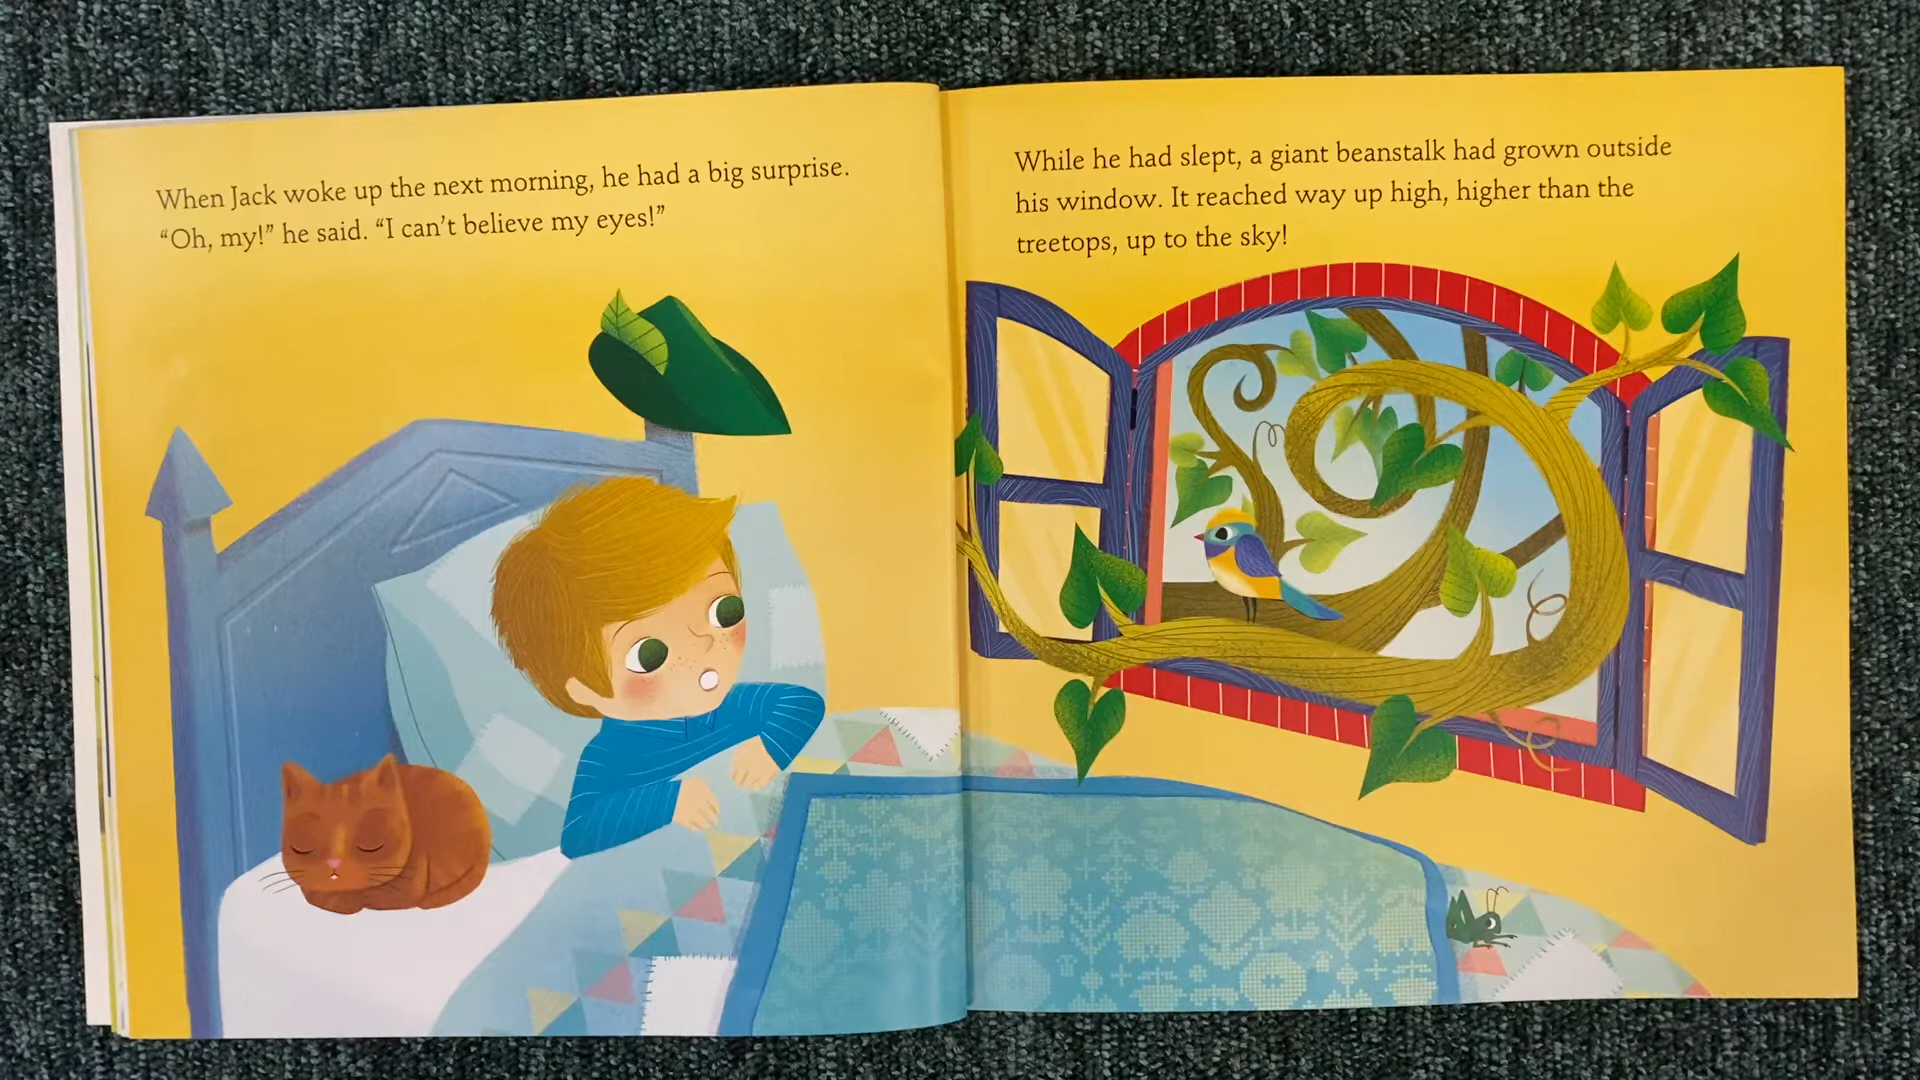 When Jack woke up the next morning, he had a big surprise.
“Oh, my!” he said. “I can’t believe my eyes!”
While he had slept, a giant beanstalk had grown outside
his window. It reached way up high, higher than the
treetops, up to the sky!